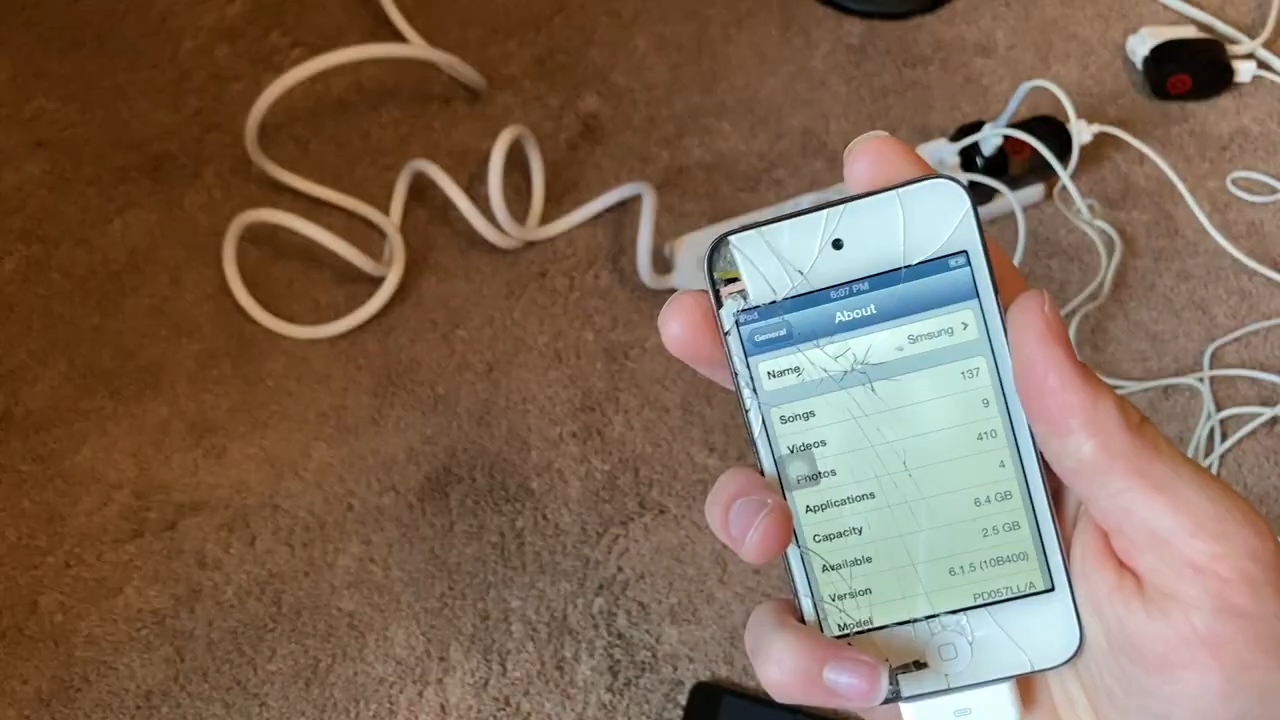 iPod
6:07 PM
General
About
Name Smsung
Songs 137
Videos 9
Photos 410
Applications 4
Capacity 6.4 GB
Available 2.5 GB
Version 6.1.5 (10B400)
Model PD057LL/A